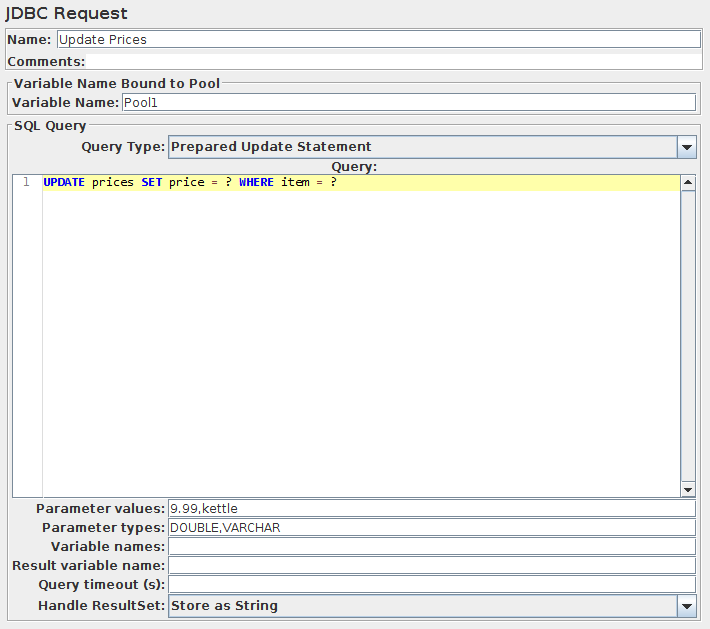 JDBC Request
Name: Update Prices
Comments:
Variable Name Bound to Pool
Variable Name: Pool1
SQL Query
Query Type: Prepared Update Statement
Query:
1 UPDATE prices SET price = ? WHERE item = ?
Parameter values: 9.99,kettle
Parameter types: DOUBLE,VARCHAR
Variable names:
Result variable name:
Query timeout (s):
Handle ResultSet: Store as String